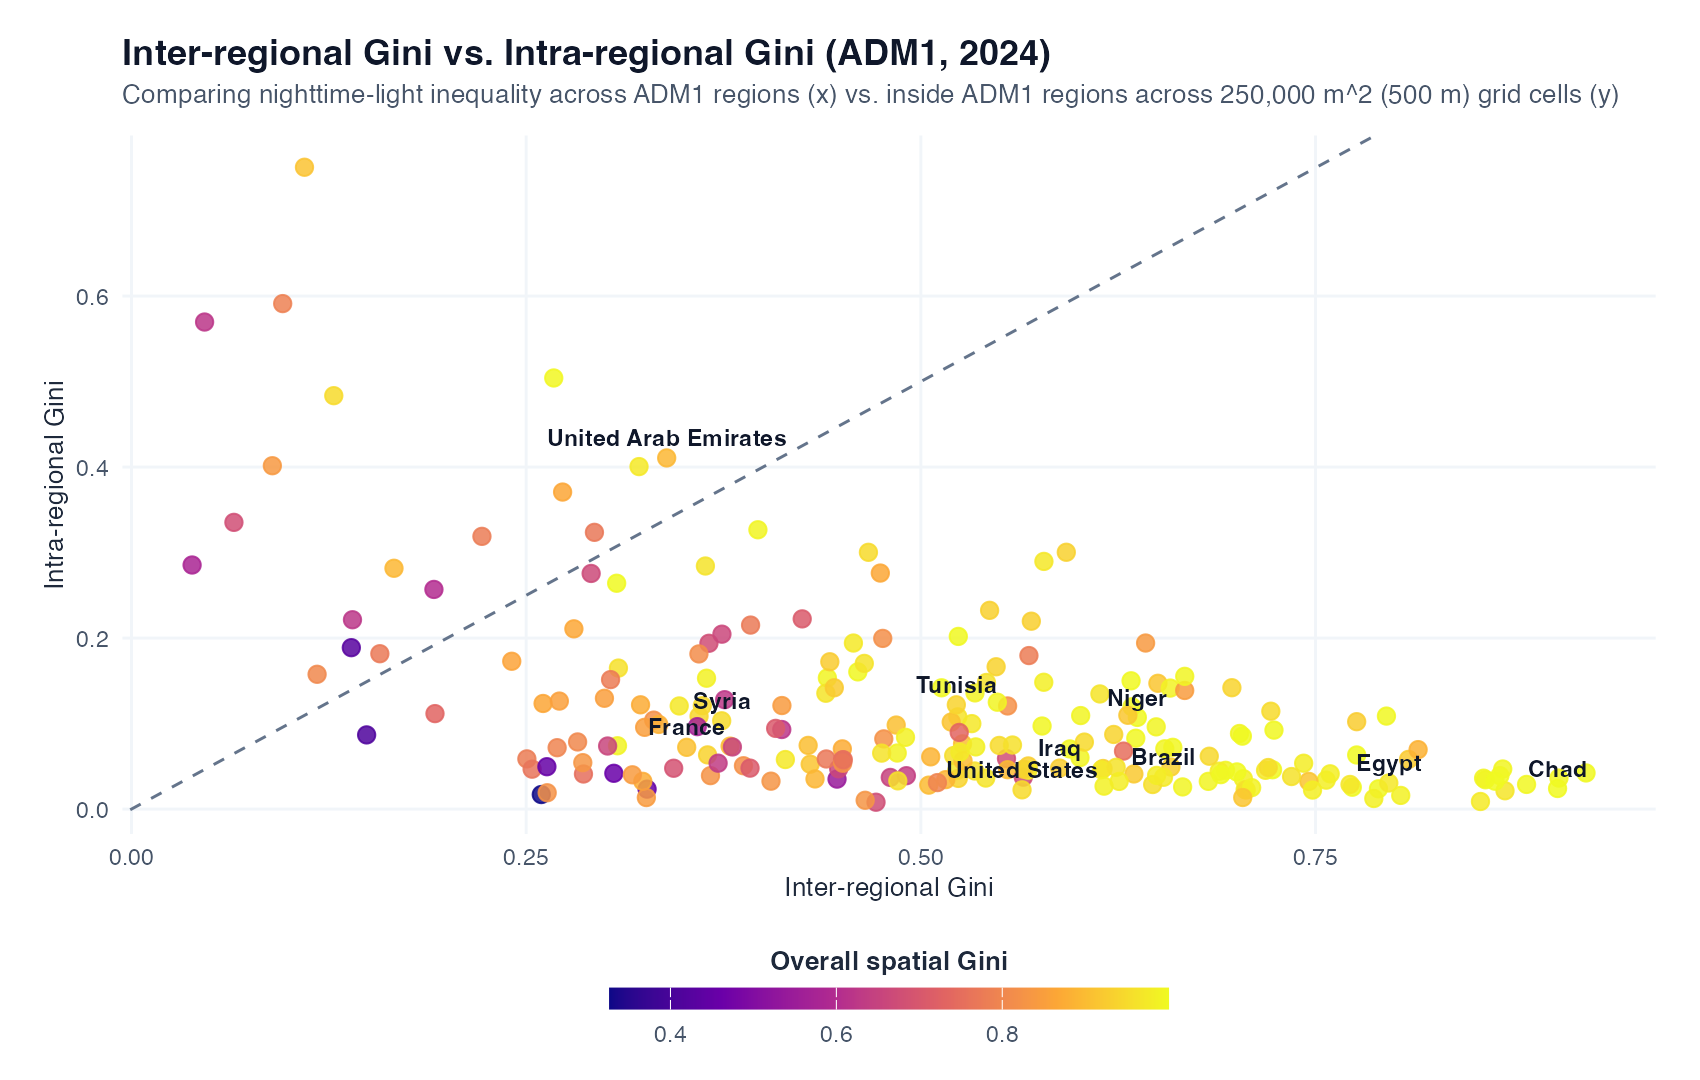 Inter-regional Gini vs. Intra-regional Gini (ADM1, 2024)
Comparing nighttime-light inequality across ADM1 regions (x) vs. inside ADM1 regions across 250,000 m^2 (500 m) grid cells (y)
Intra-regional Gini
0.6
0.4
0.2
0.0
United Arab Emirates
Syria
France
Tunisia
Niger
Iraq
United States
Brazil
Egypt
Chad
0.00
0.25
0.50
0.75
Inter-regional Gini
Overall spatial Gini
0.4
0.6
0.8